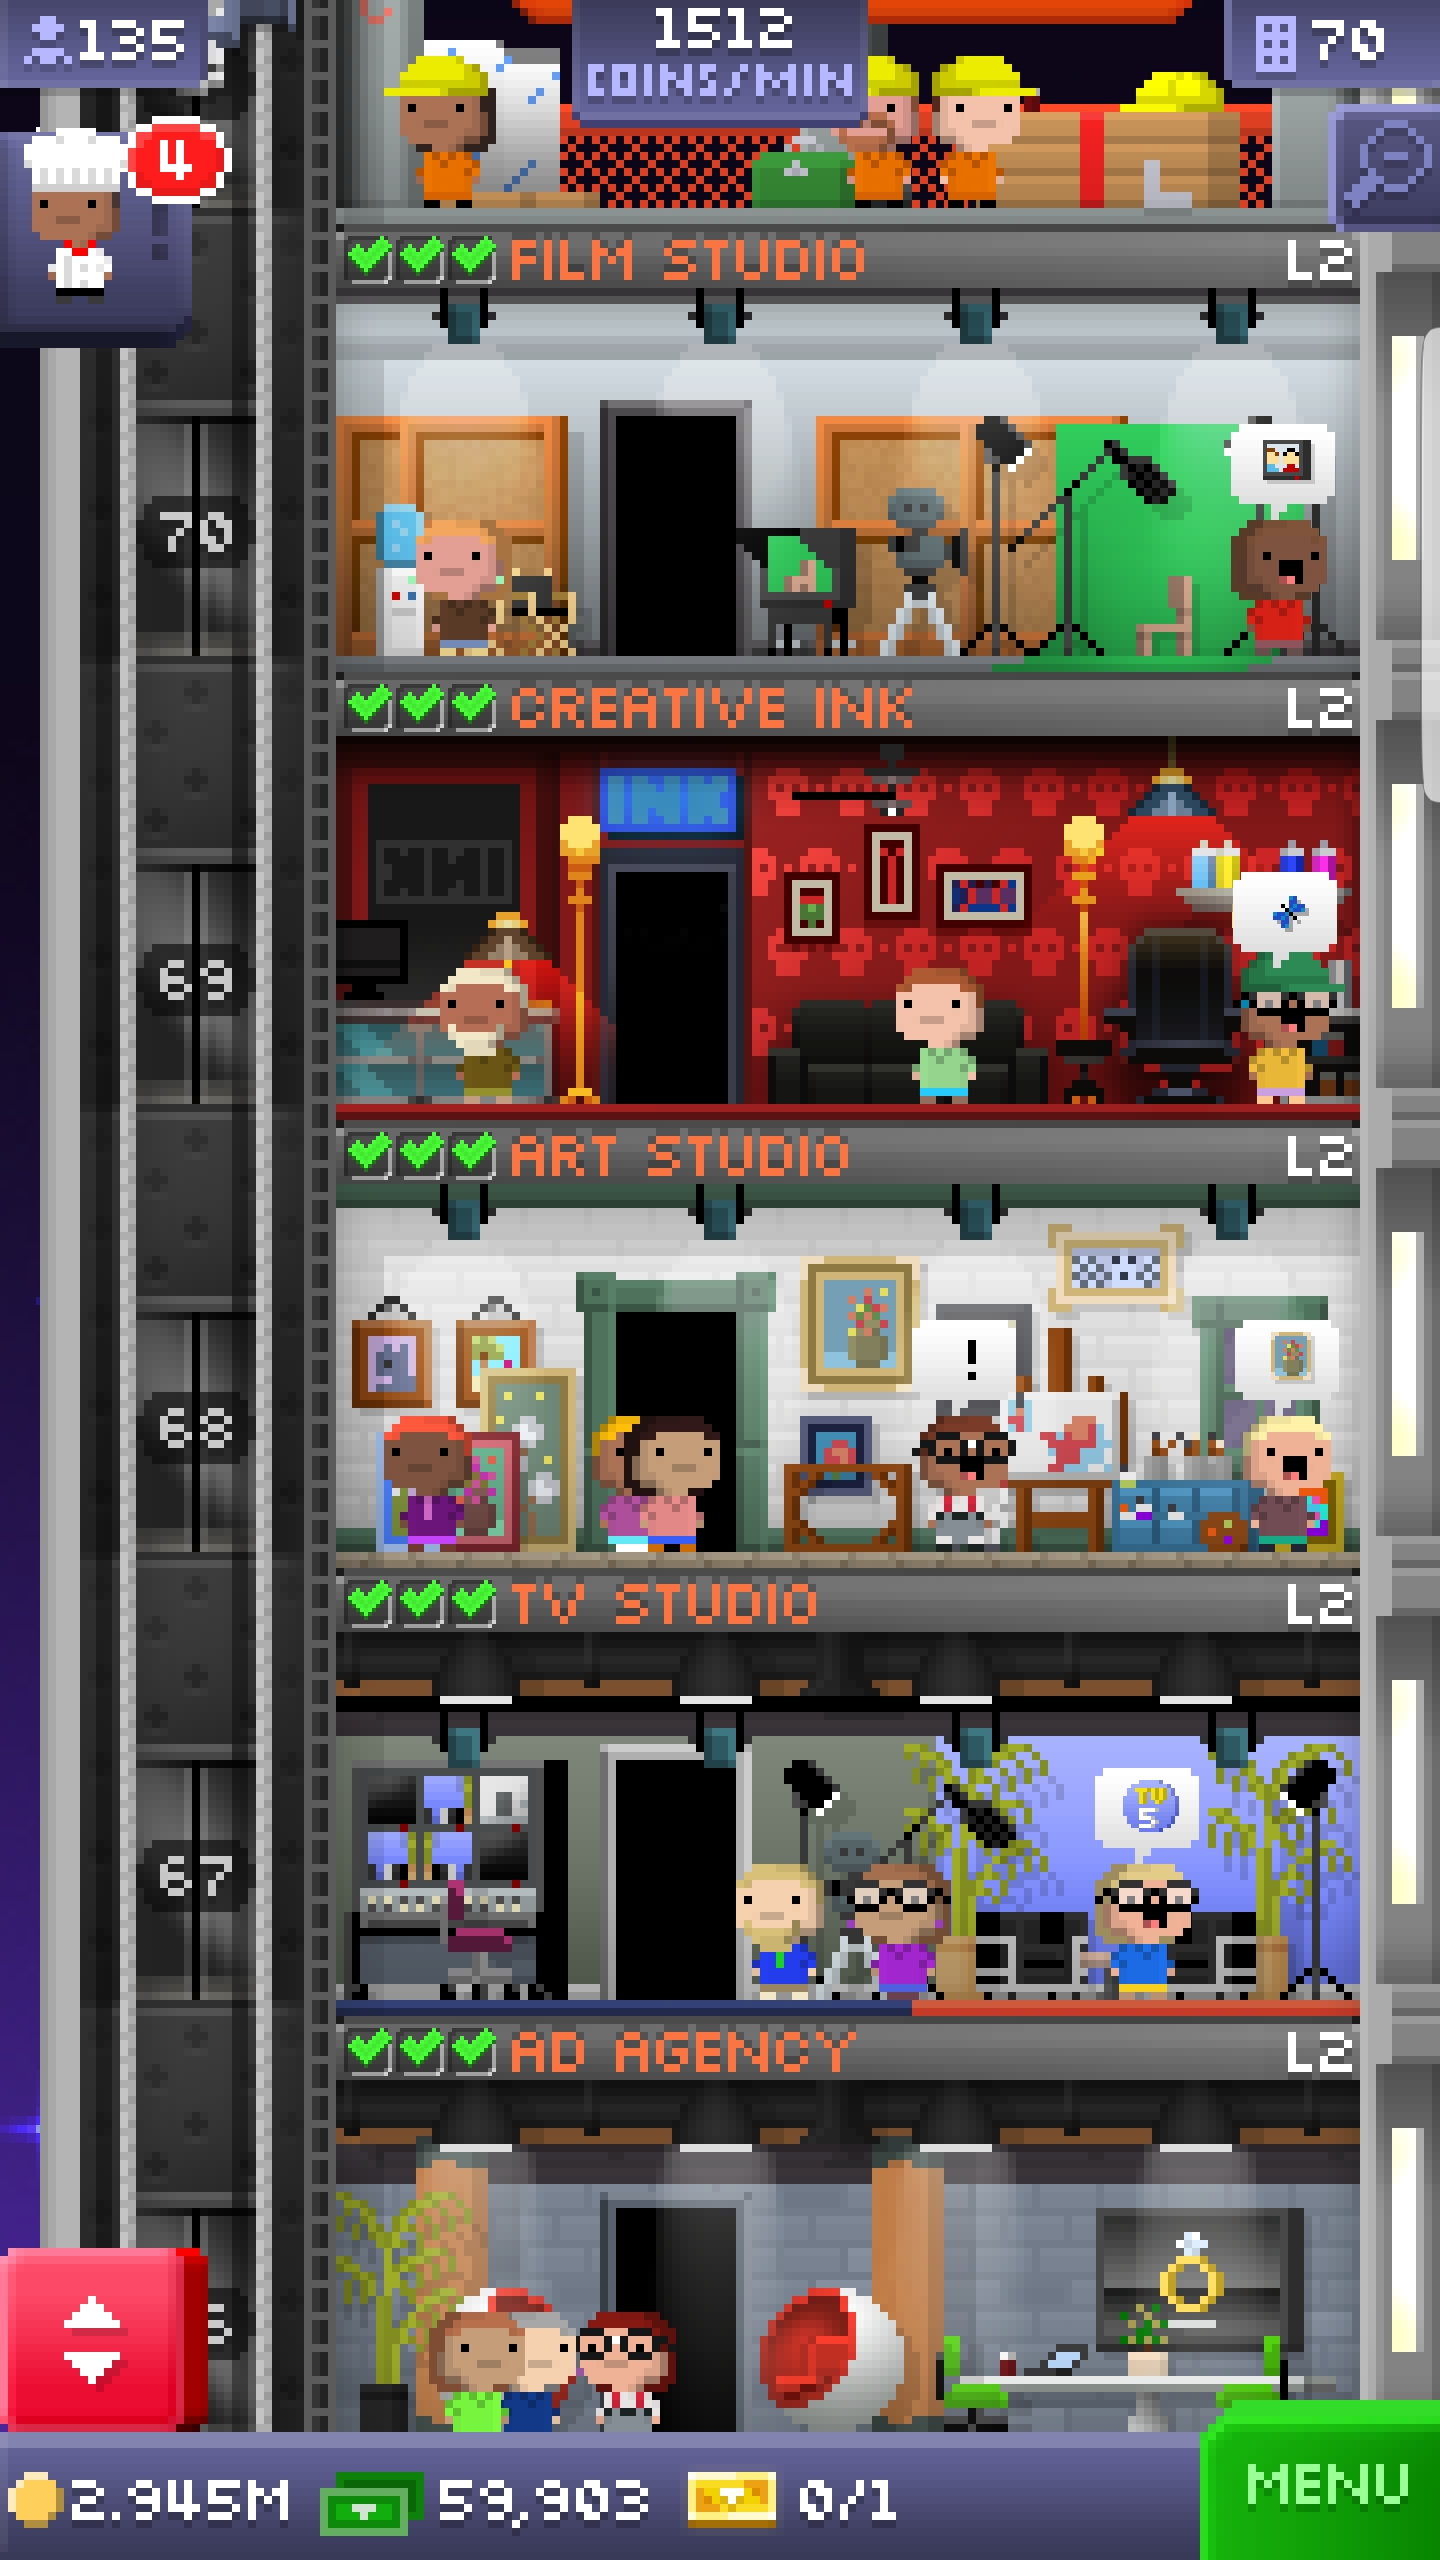 135
1512
COINS/MIN
70
4
FILM STUDIO L2
70
CREATIVE INK L2
INK
69
ART STUDIO L2
!
68
TV STUDIO L2
TV
5
67
AD AGENCY L2
2.945M 59,903 0/1
MENU